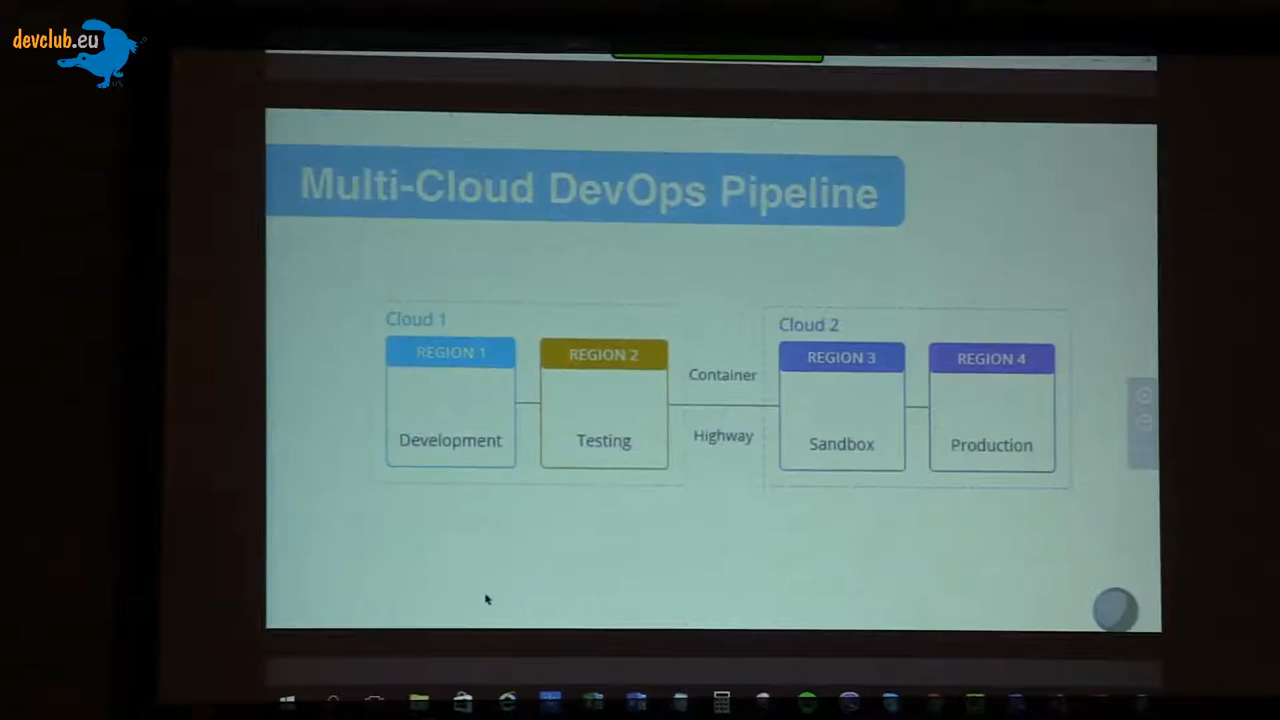 devclub.eu
Multi-Cloud DevOps Pipeline
Cloud 1
REGION 1
Development
REGION 2
Testing
Container
Highway
Cloud 2
REGION 3
Sandbox
REGION 4
Production